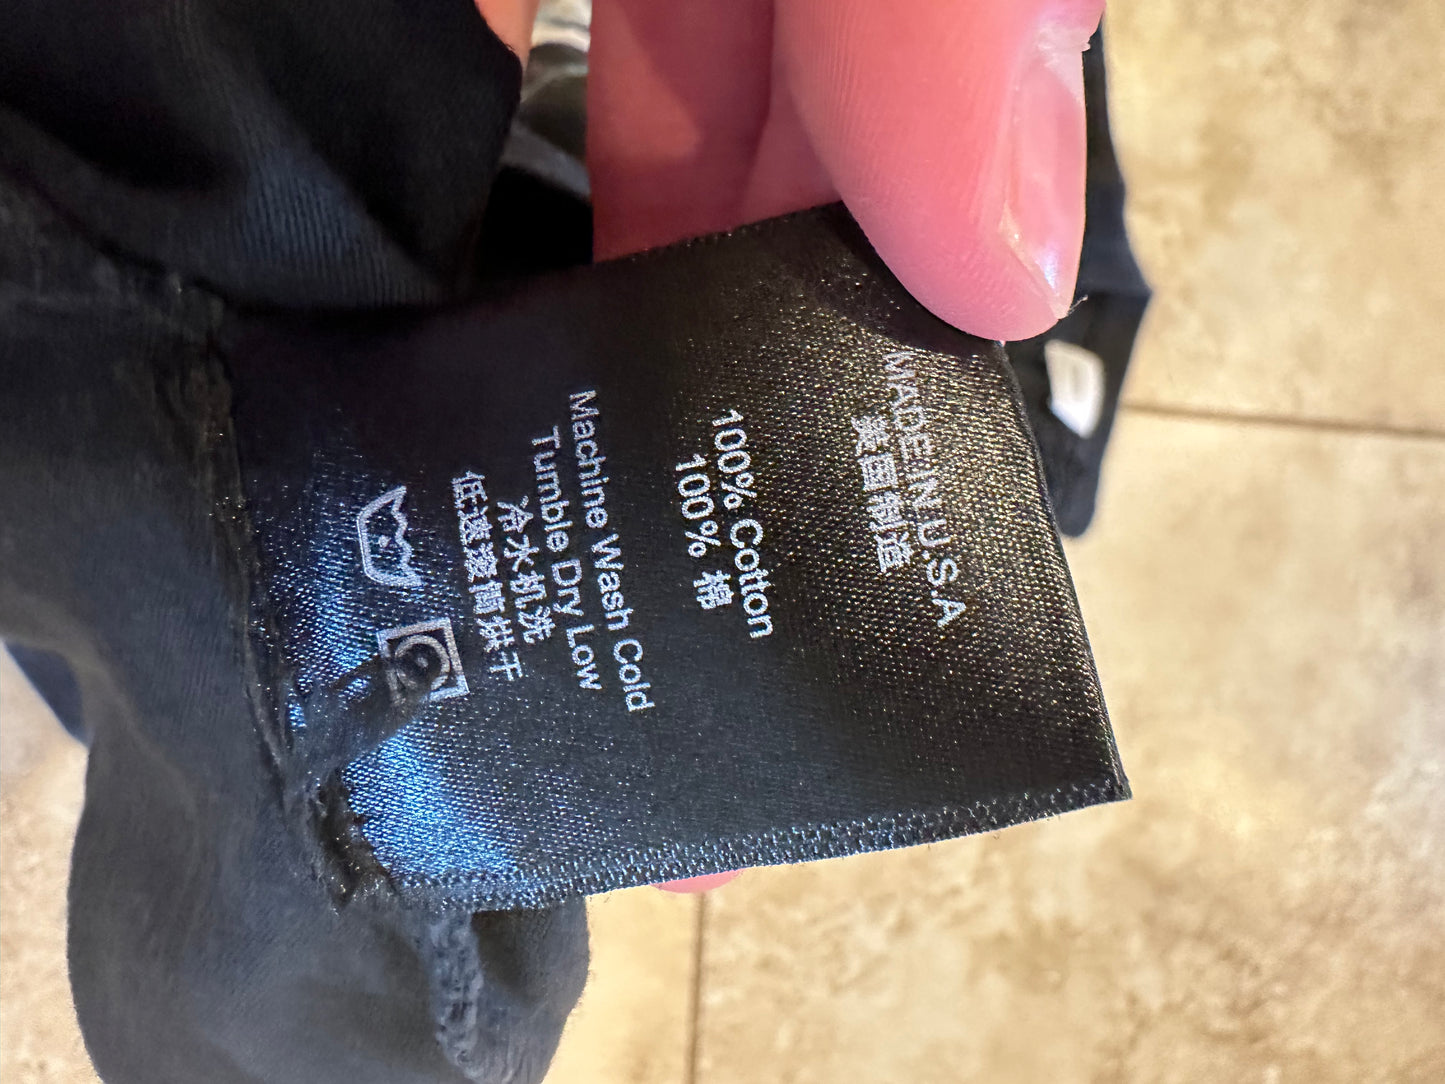 MADE IN U.S.A
美国制造
100% Cotton
100% 棉
Machine Wash Cold
Tumble Dry Low
冷水机洗
低速滚筒烘干